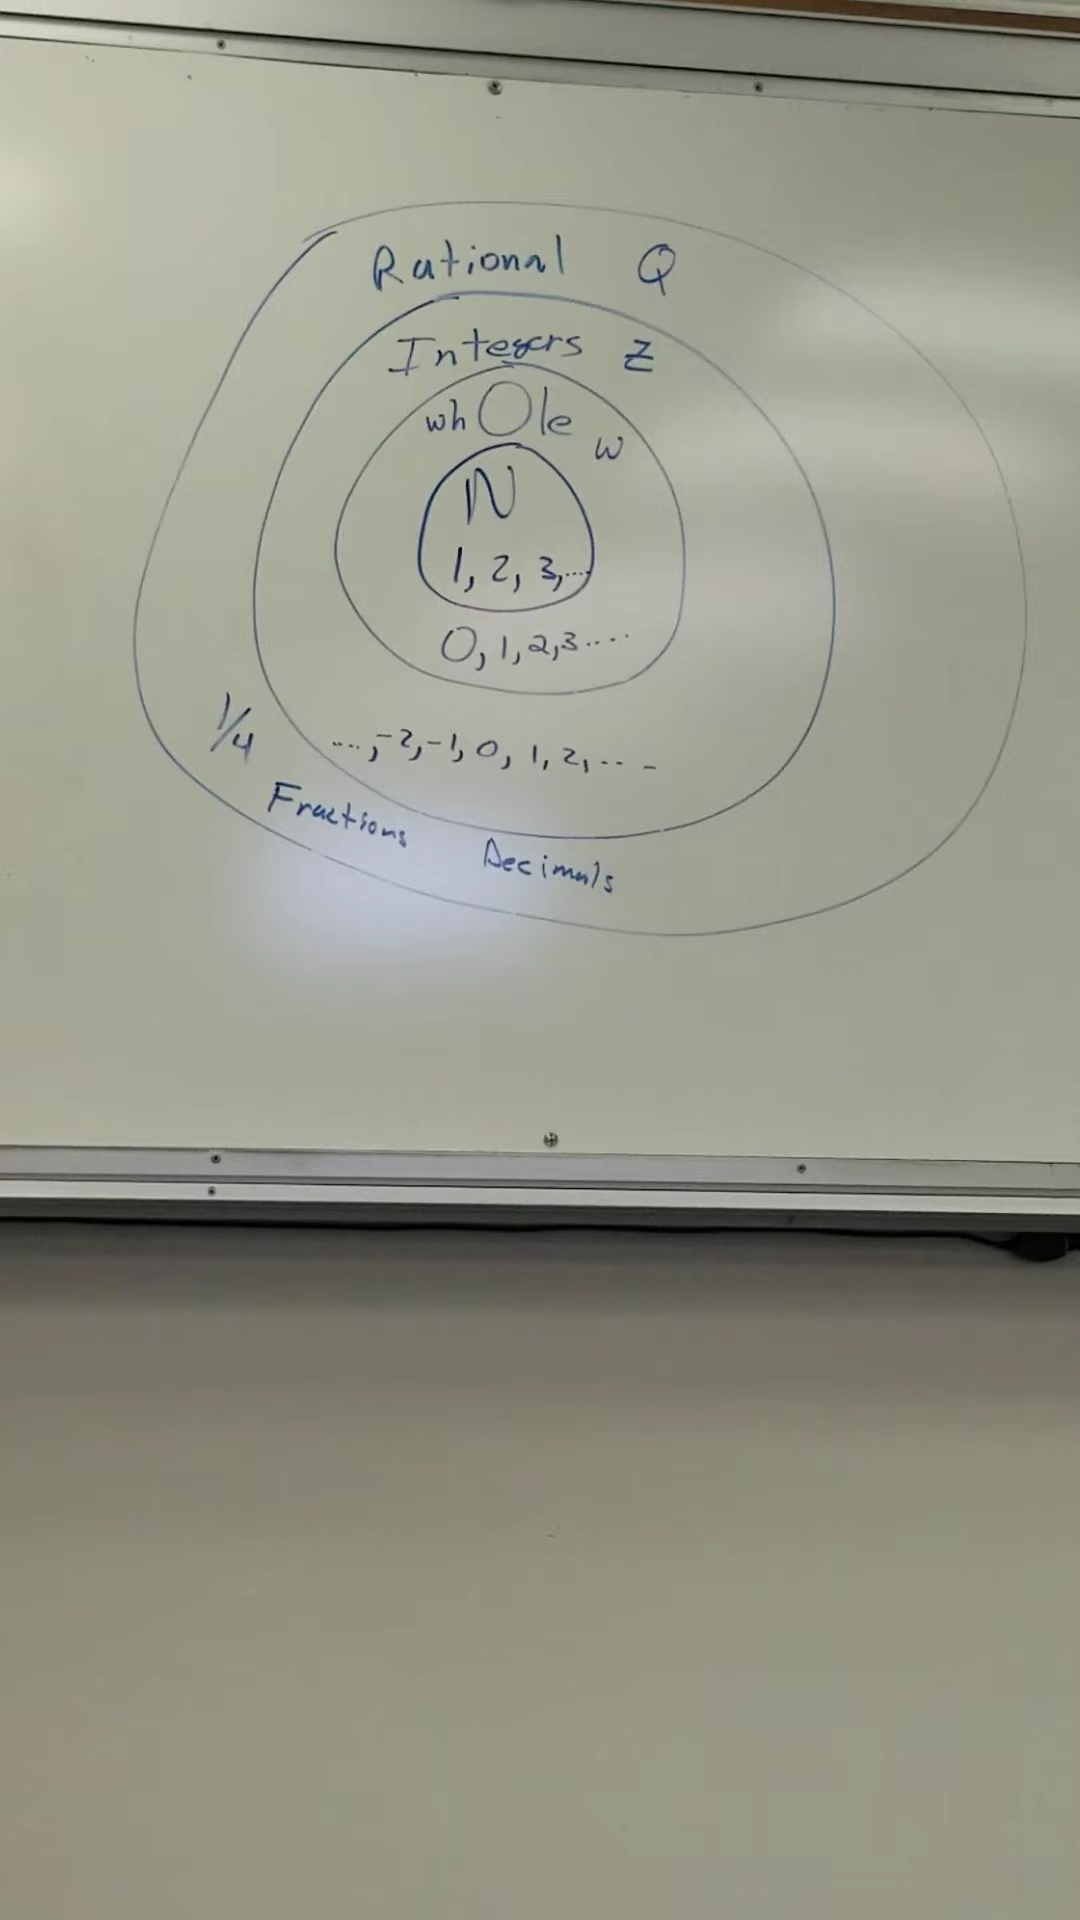 Rational Q
Integers Z
whOle W
N
1, 2, 3, ....
0, 1, 2, 3 ....
...., -2, -1, 0, 1, 2, ... -
1/4
Fractions Decimals